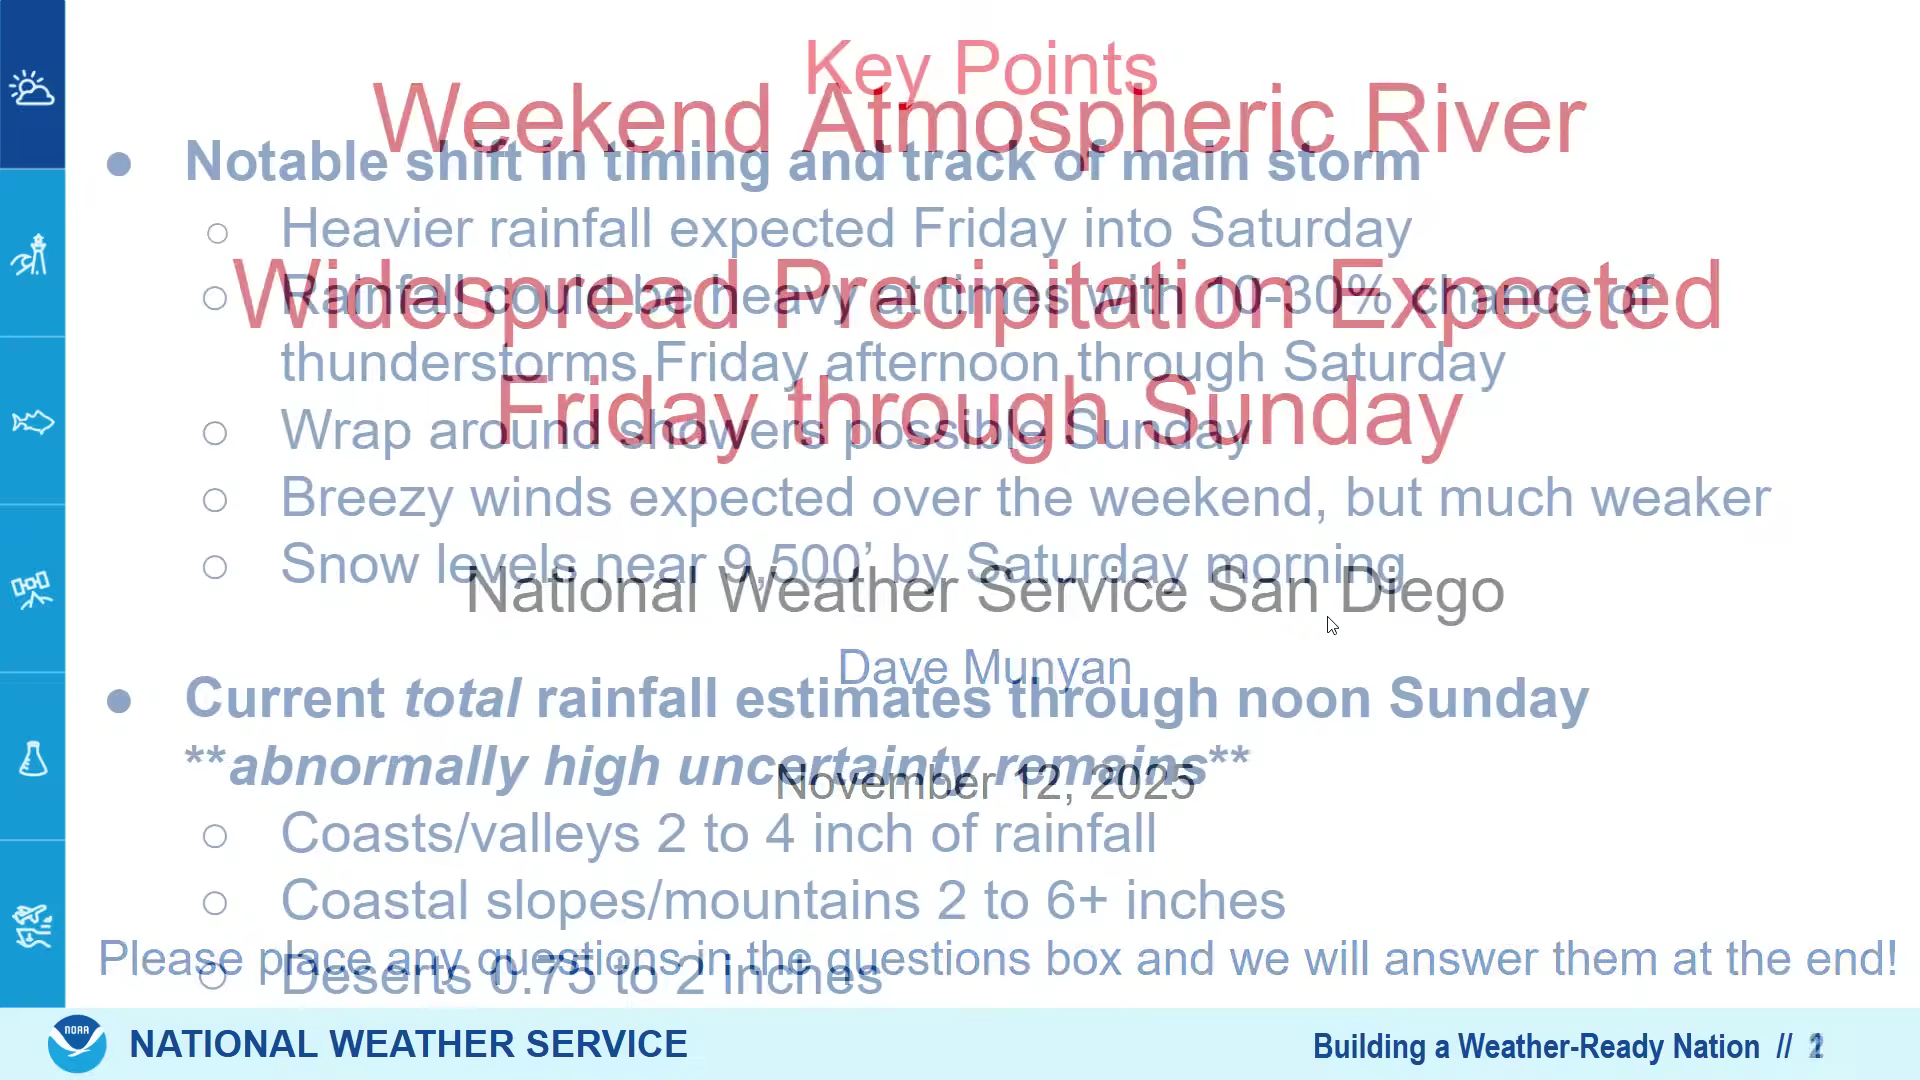 Key Points
Weekend Atmospheric River
● Notable shift in timing and track of main storm
○ Heavier rainfall expected Friday into Saturday
Widespread Precipitation Expected
○ Rainfall could be heavy at times with 10-30% chance of
thunderstorms Friday afternoon through Saturday
Friday through Sunday
○ Wrap around showers possible Sunday
○ Breezy winds expected over the weekend, but much weaker
○ Snow levels near 9,500’ by Saturday morning
National Weather Service San Diego
Dave Munyan
● Current total rainfall estimates through noon Sunday
**abnormally high uncertainty remains**
November 12, 2025
○ Coasts/valleys 2 to 4 inch of rainfall
○ Coastal slopes/mountains 2 to 6+ inches
Please place any questions in the questions box and we will answer them at the end!
○ Deserts 0.75 to 2 inches
NOAA
NATIONAL WEATHER SERVICE
Building a Weather-Ready Nation //